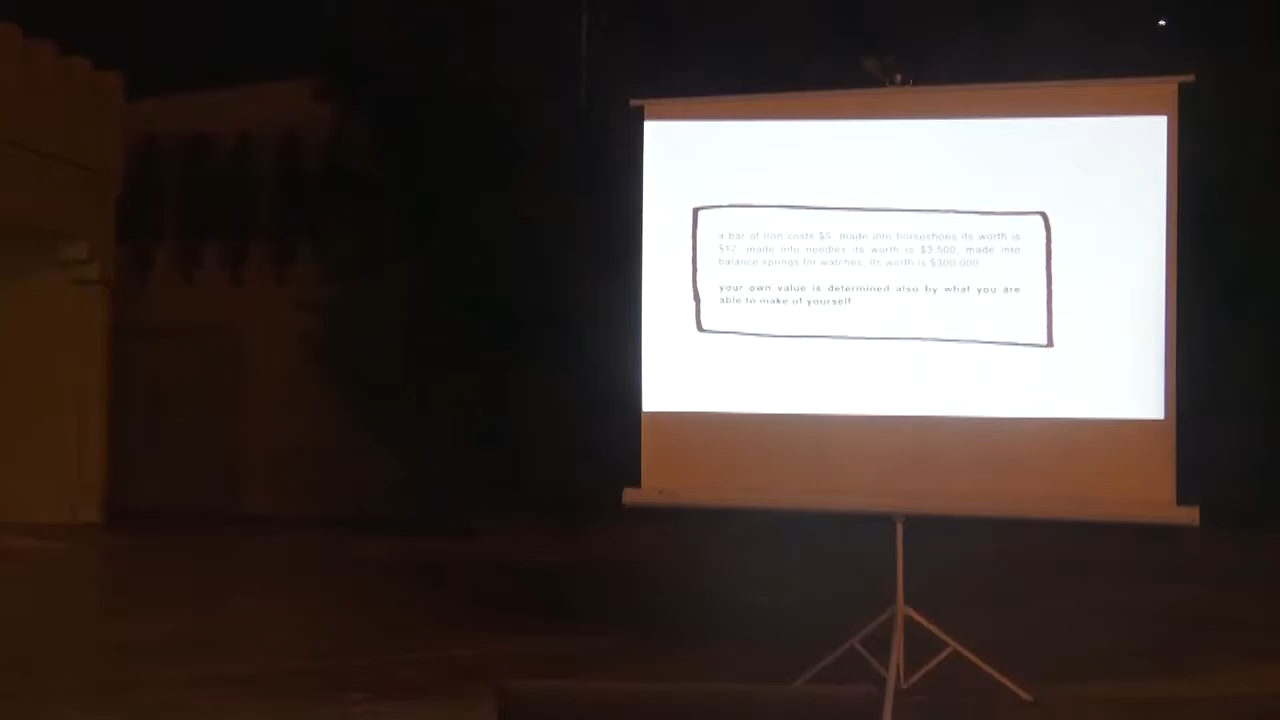 a bar of iron costs $5, made into horseshoes its worth is
$12, made into needles its worth is $3,500, made into
balance springs for watches, its worth is $300,000
your own value is determined also by what you are
able to make of yourself